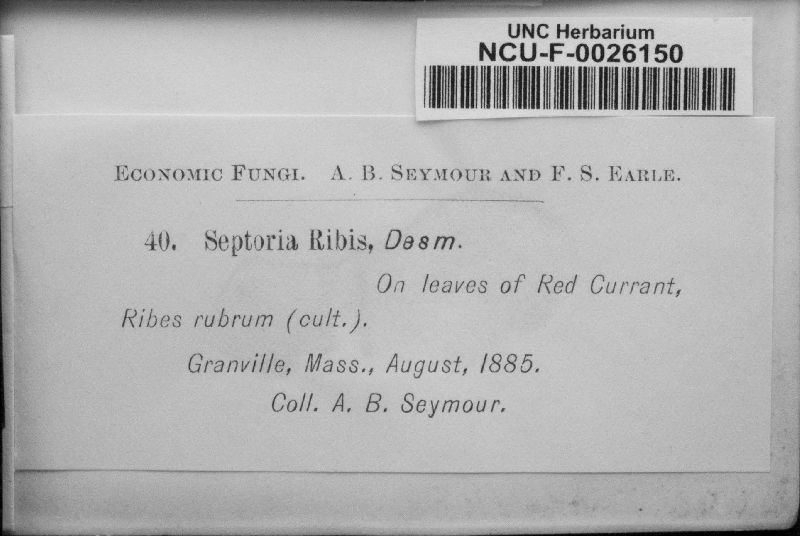 UNC Herbarium
NCU-F-0026150
Economic Fungi. A. B. Seymour and F. S. Earle.
40. Septoria Ribis, Desm.
On leaves of Red Currant,
Ribes rubrum (cult.).
Granville, Mass., August, 1885.
Coll. A. B. Seymour.